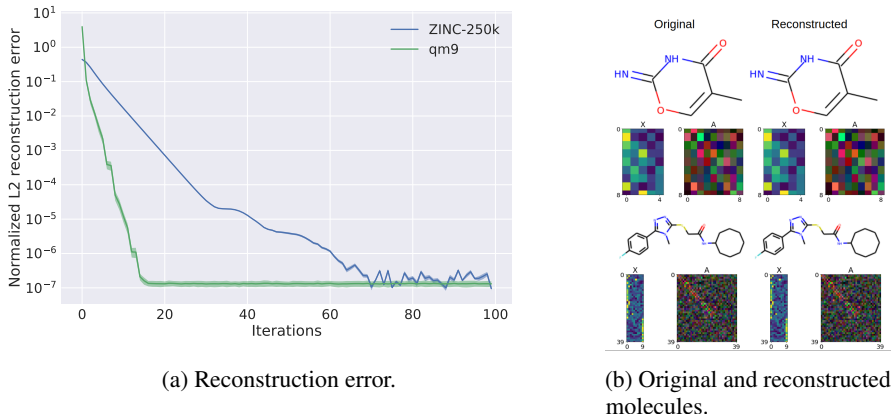 10^1
10^0
10^-1
10^-2
10^-3
10^-4
10^-5
10^-6
10^-7
Normalized L2 reconstruction error
ZINC-250k
qm9
0 20 40 60 80 100
Iterations
(a) Reconstruction error.
Original Reconstructed
HN NH O O
HN NH O O
X A X A
0 0 0 0
8 8 8 8
0 4 0 8 0 4 0 8
X A X A
0 0 0 0
39 39 39 39
0 9 0 39 0 9 0 39
(b) Original and reconstructed
molecules.